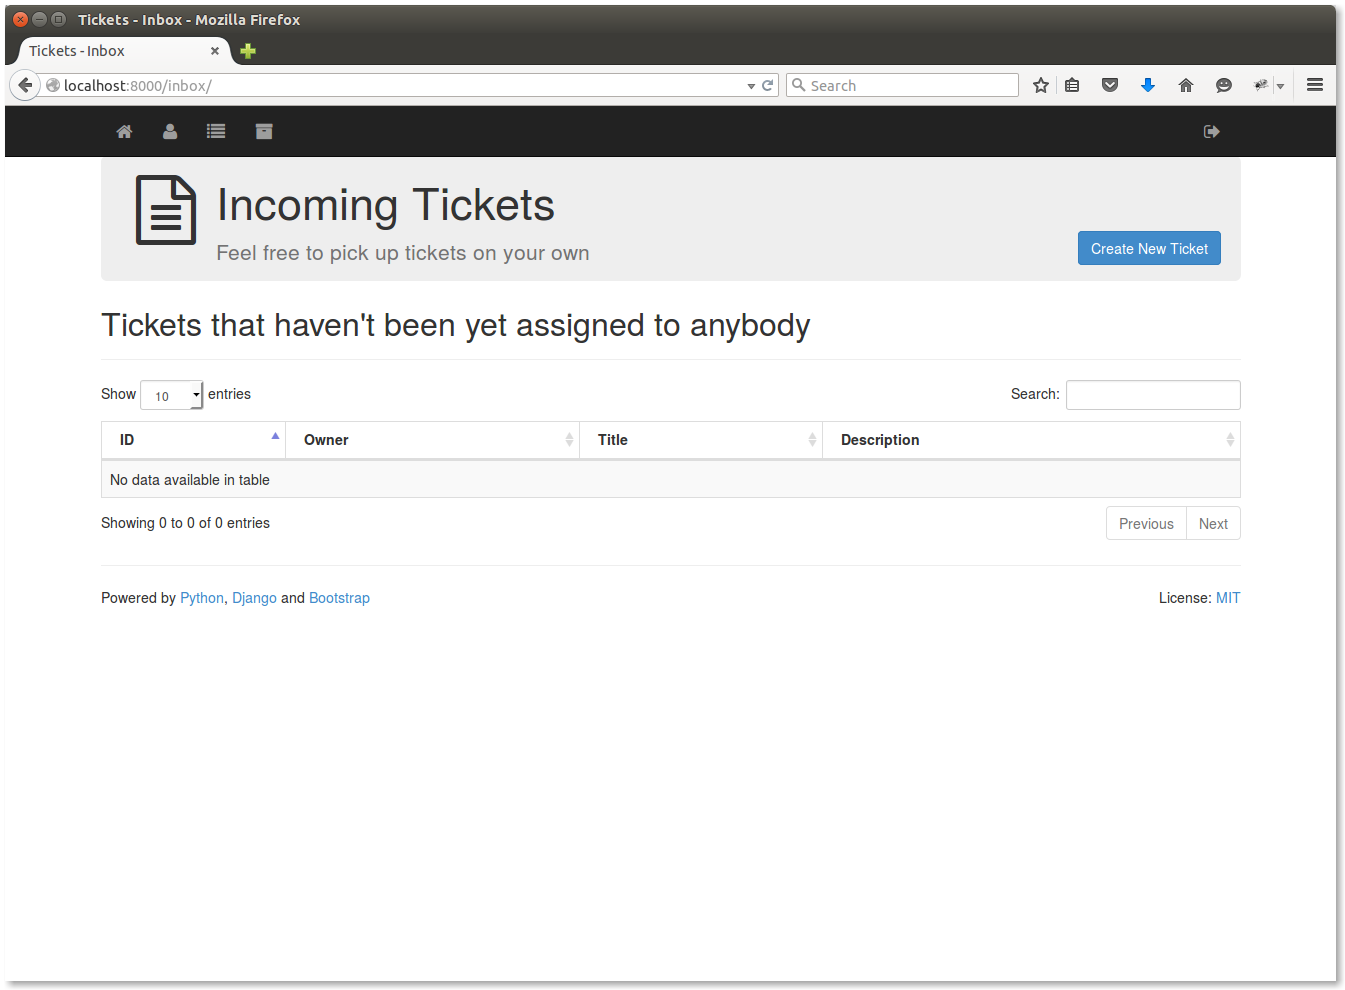 Tickets - Inbox - Mozilla Firefox
Tickets - Inbox
localhost:8000/inbox/
Search
Incoming Tickets
Feel free to pick up tickets on your own
Create New Ticket
Tickets that haven't been yet assigned to anybody
Show 10 entries Search:
ID Owner Title Description
No data available in table
Showing 0 to 0 of 0 entries Previous Next
Powered by Python, Django and Bootstrap License: MIT